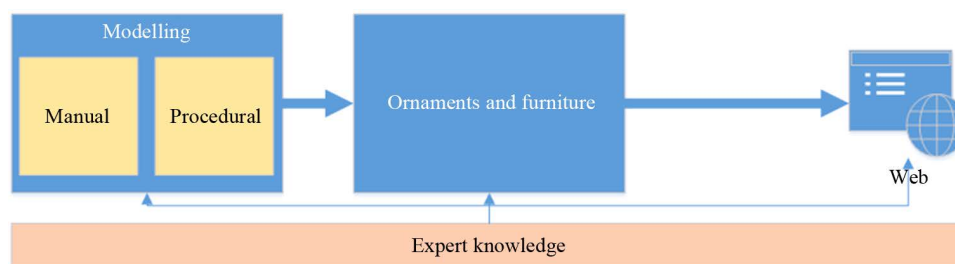 Modelling
Manual
Procedural
Ornaments and furniture
Web
Expert knowledge